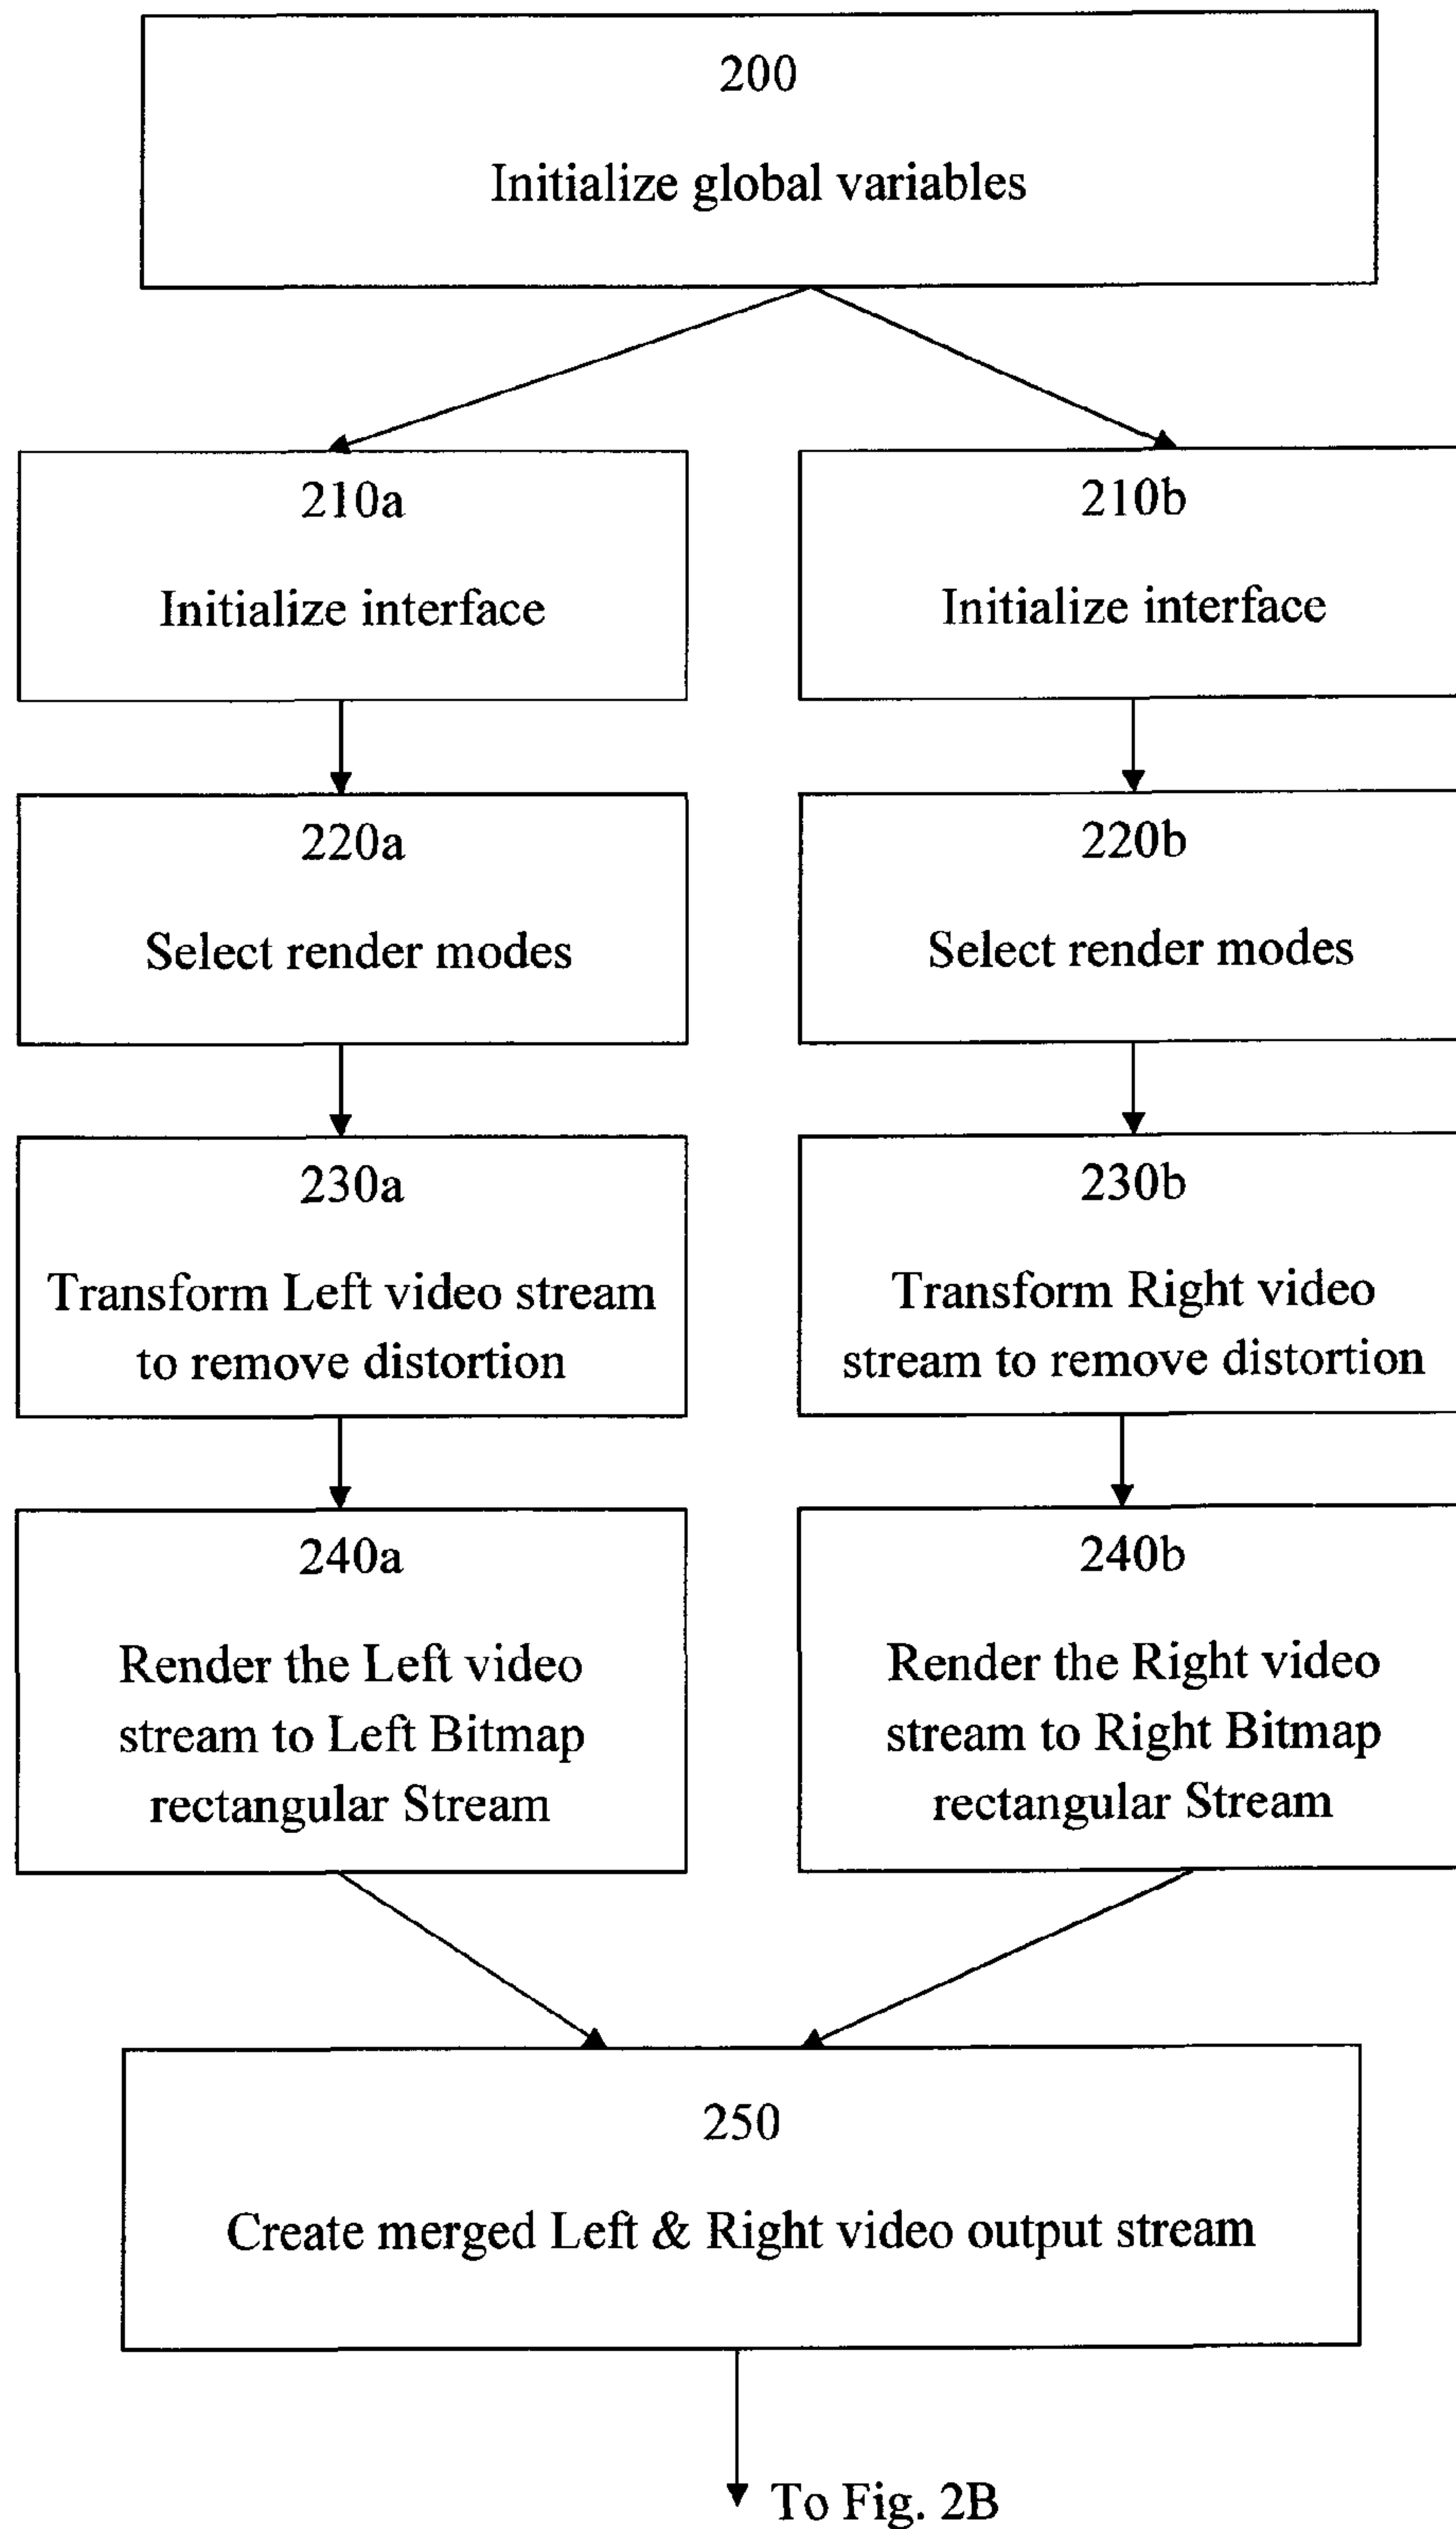 200
Initialize global variables
210a
Initialize interface
210b
Initialize interface
220a
Select render modes
220b
Select render modes
230a
Transform Left video stream
to remove distortion
230b
Transform Right video
stream to remove distortion
240a
Render the Left video
stream to Left Bitmap
rectangular Stream
240b
Render the Right video
stream to Right Bitmap
rectangular Stream
250
Create merged Left & Right video output stream
To Fig. 2B